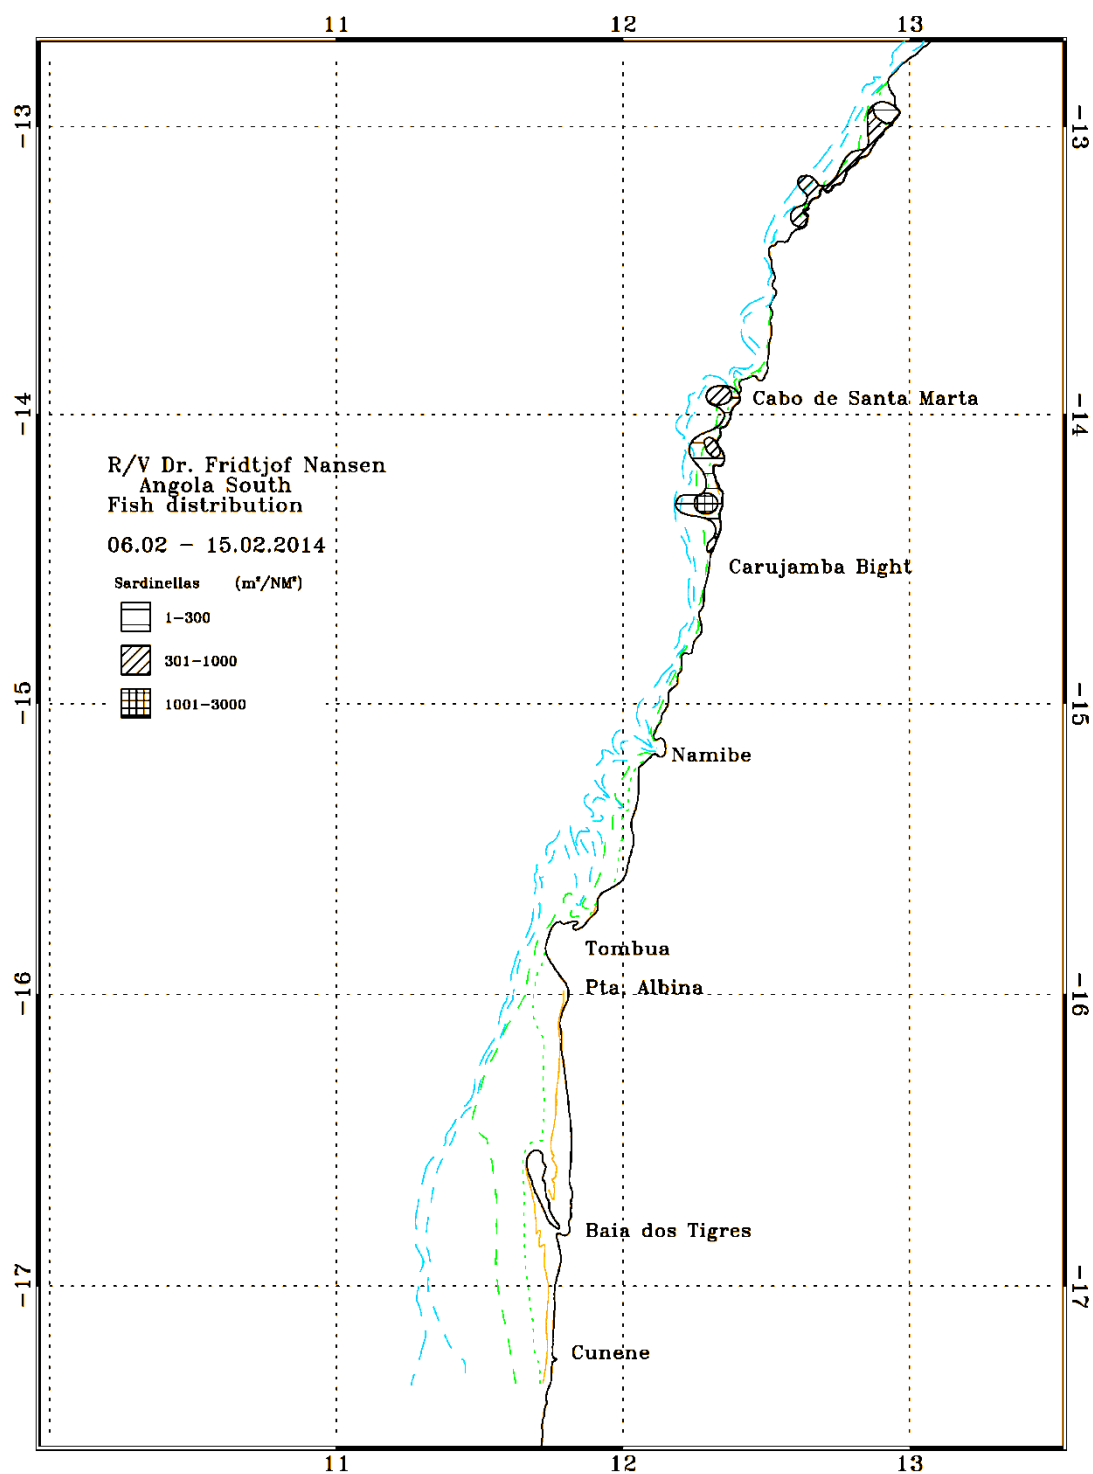 11 12 13
-13 -13
Cabo de Santa Marta
-14 -14
R/V Dr. Fridtjof Nansen
Angola South
Fish distribution
06.02 - 15.02.2014
Carujamba Bight
Sardinellas (m²/NM²)
1-300
301-1000
1001-3000
-15 -15
Namibe
Tombua
Pta. Albina
-16 -16
Baia dos Tigres
-17 -17
Cunene
11 12 13